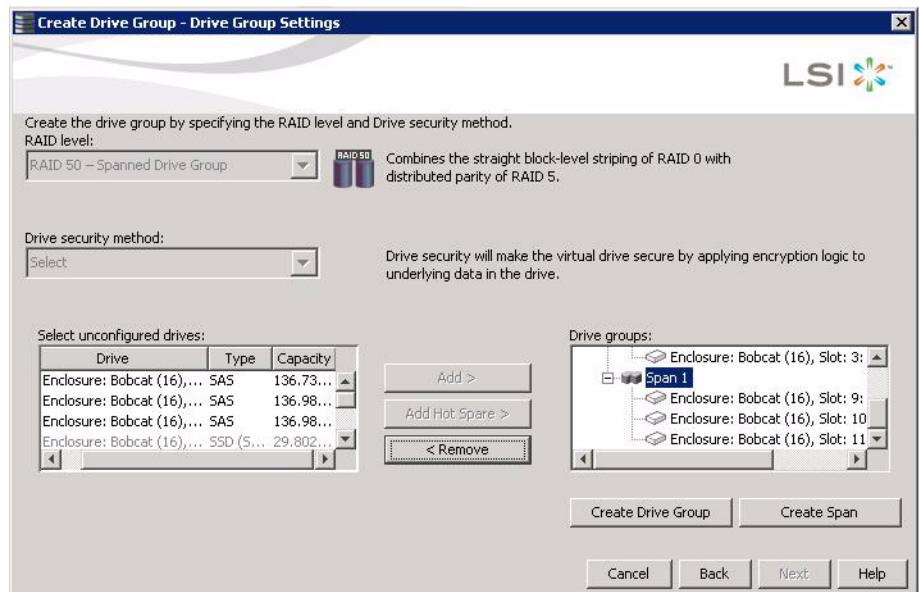 Create Drive Group - Drive Group Settings
LSI
Create the drive group by specifying the RAID level and Drive security method.
RAID level:
RAID 50 – Spanned Drive Group
RAID 50
Combines the straight block-level striping of RAID 0 with
distributed parity of RAID 5.
Drive security method:
Select
Drive security will make the virtual drive secure by applying encryption logic to
underlying data in the drive.
Select unconfigured drives:
Drive Type Capacity
Enclosure: Bobcat (16),... SAS 136.73...
Enclosure: Bobcat (16),... SAS 136.98...
Enclosure: Bobcat (16),... SAS 136.98...
Enclosure: Bobcat (16),... SSD (S... 29.802...
Add >
Add Hot Spare >
< Remove
Drive groups:
Enclosure: Bobcat (16), Slot: 3:
Span 1
Enclosure: Bobcat (16), Slot: 9:
Enclosure: Bobcat (16), Slot: 10
Enclosure: Bobcat (16), Slot: 11
Create Drive Group
Create Span
Cancel
Back
Next
Help